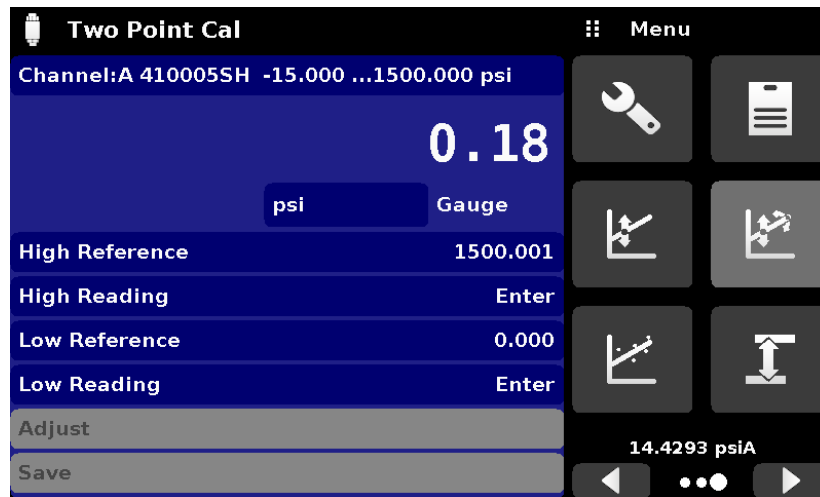 Two Point Cal
Menu
Channel:A 410005SH -15.000 ...1500.000 psi
0.18
psi Gauge
High Reference 1500.001
High Reading Enter
Low Reference 0.000
Low Reading Enter
Adjust
Save
14.4293 psiA